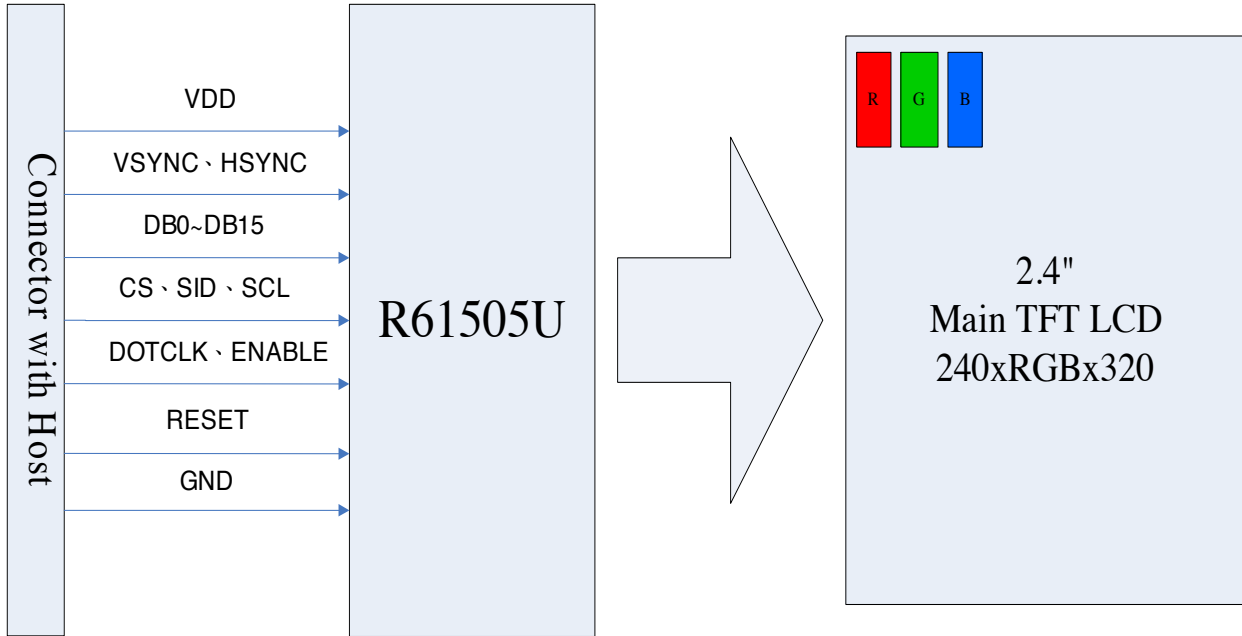 Connector with Host
VDD
VSYNC、HSYNC
DB0~DB15
CS、SID、SCL
DOTCLK、ENABLE
RESET
GND
R61505U
R
G
B
2.4"
Main TFT LCD
240xRGBx320